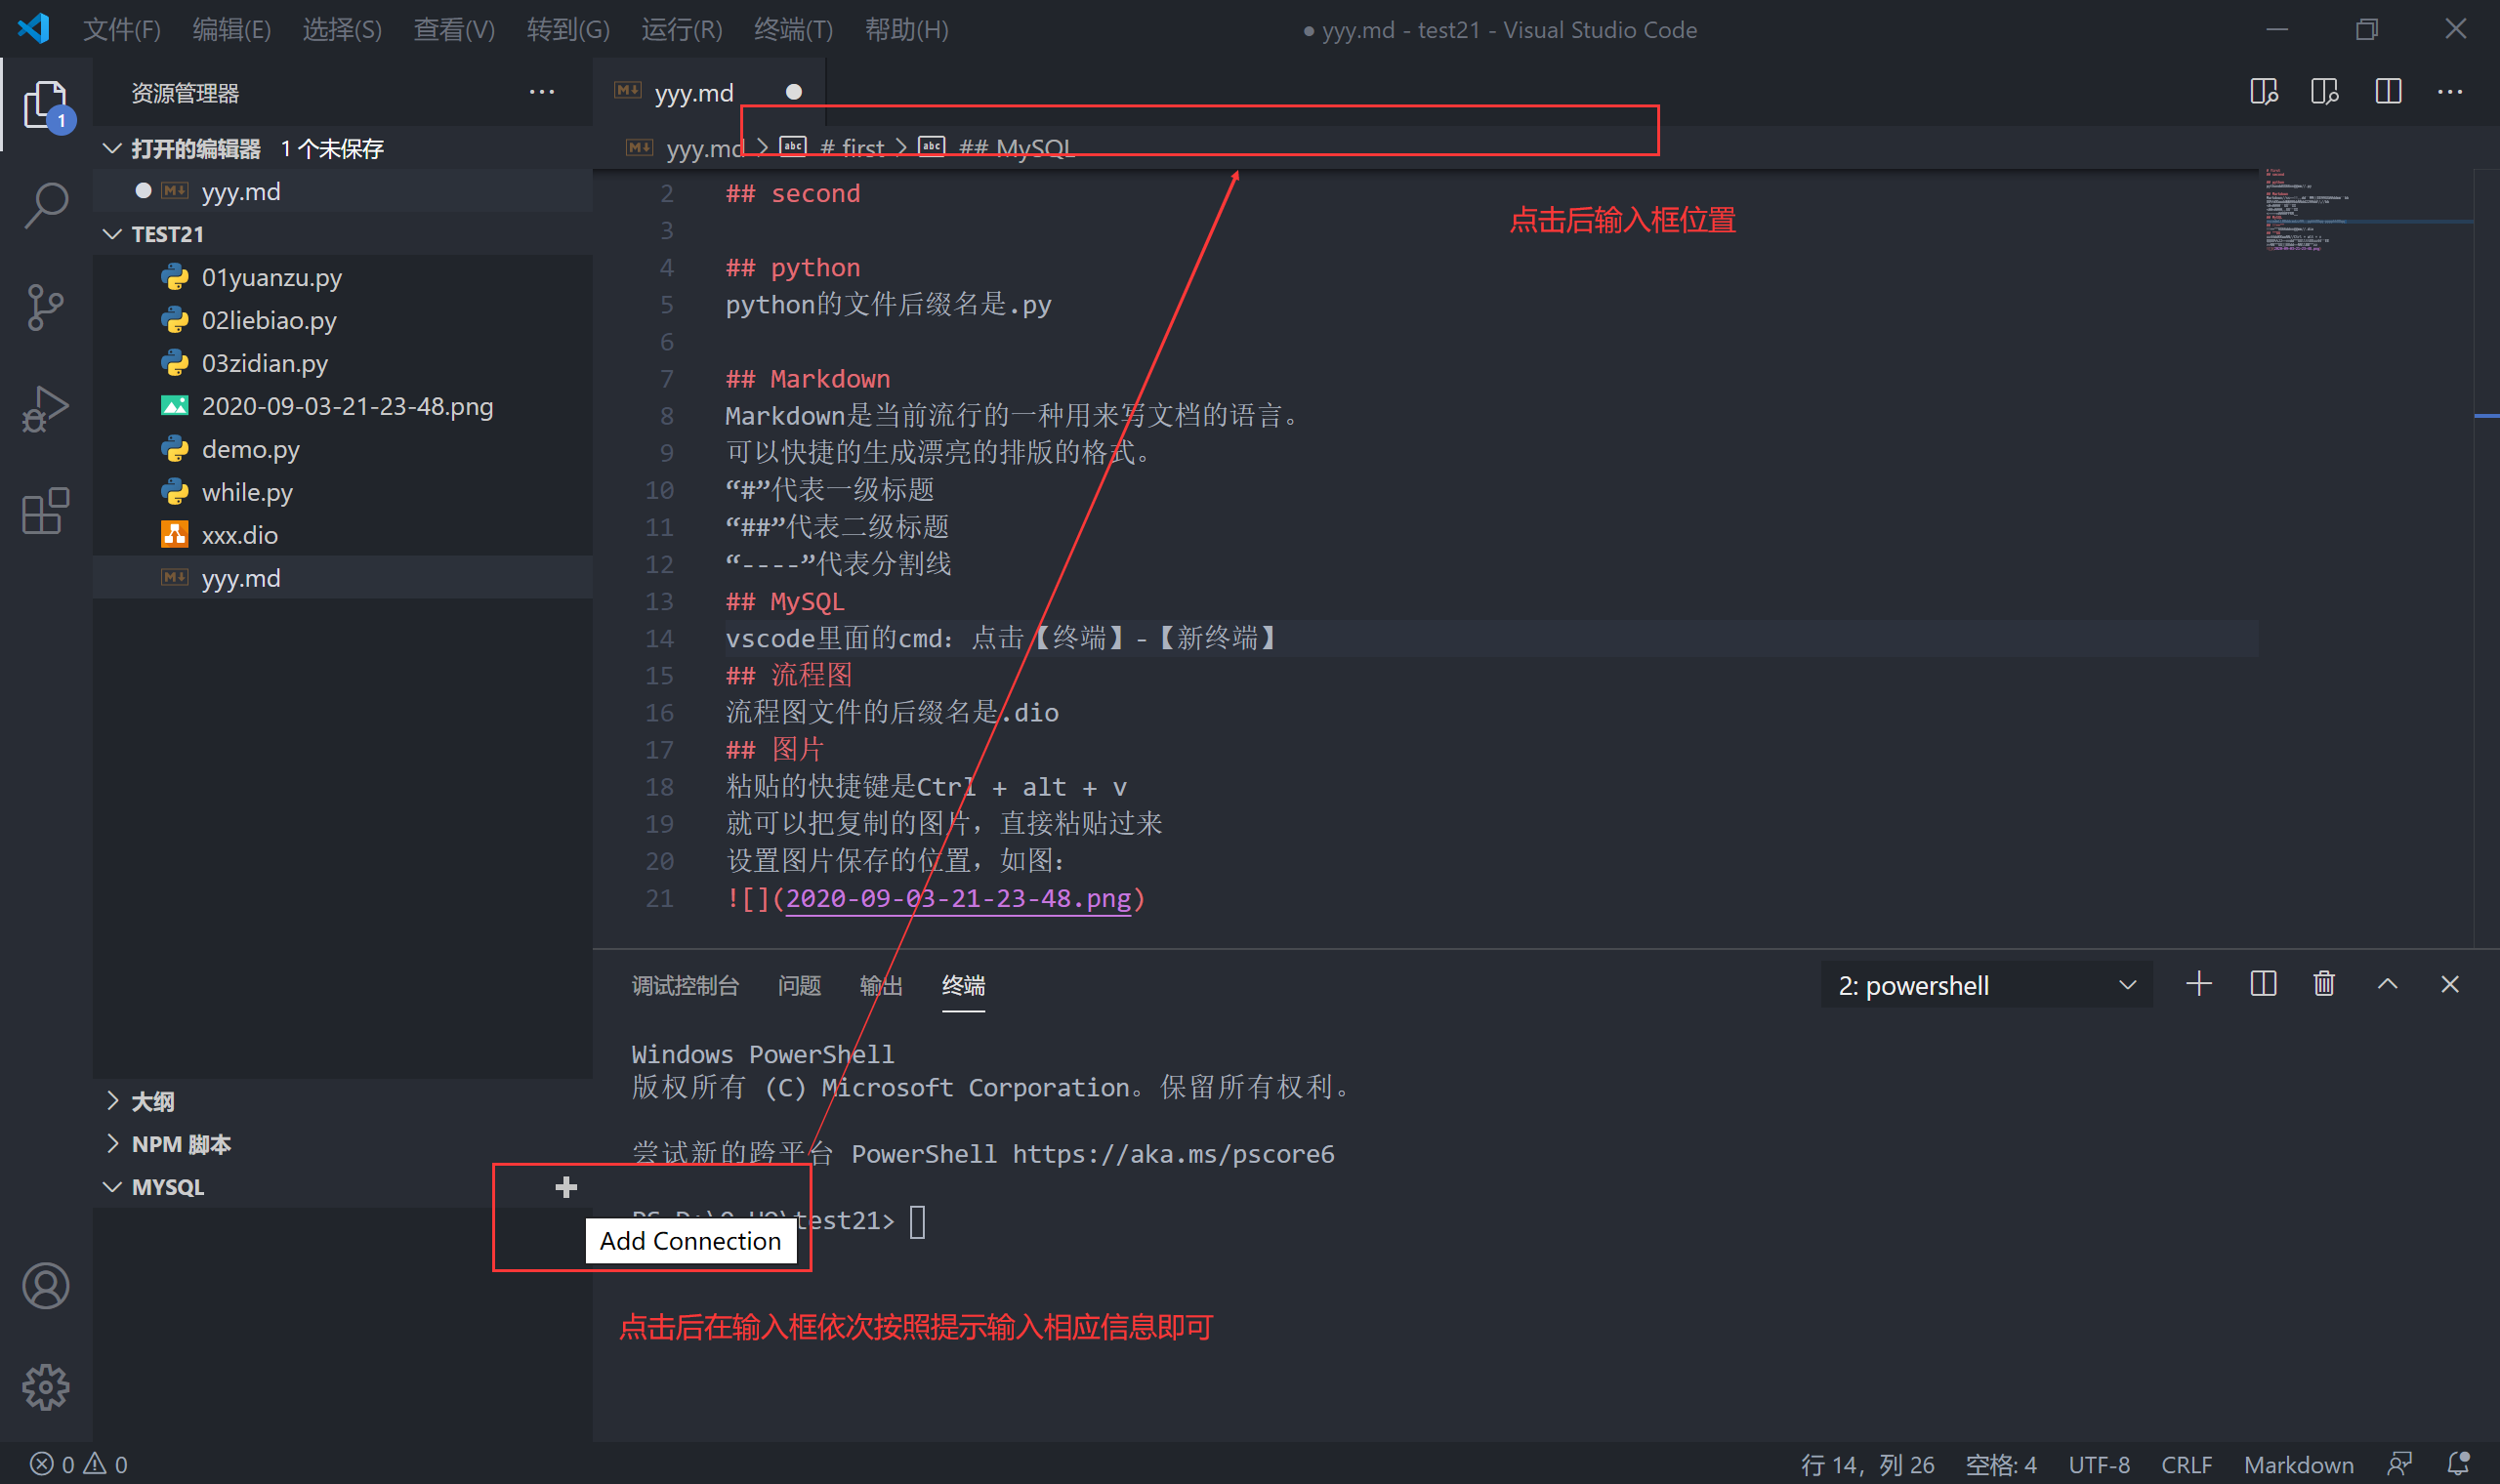 文件(F) 编辑(E) 选择(S) 查看(V) 转到(G) 运行(R) 终端(T) 帮助(H)
● yyy.md - test21 - Visual Studio Code
资源管理器
1
打开的编辑器 1 个未保存
yyy.md
TEST21
01yuanzu.py
02liebiao.py
03zidian.py
2020-09-03-21-23-48.png
demo.py
while.py
xxx.dio
yyy.md
大纲
NPM 脚本
MYSQL
Add Connection
yyy.md
yyy.md > # first > ## MySQL
点击后输入框位置
2 ## second
3
4 ## python
5 python的文件后缀名是.py
6
7 ## Markdown
8 Markdown是当前流行的一种用来写文档的语言。
9 可以快捷的生成漂亮的排版的格式。
10 “#”代表一级标题
11 “##”代表二级标题
12 “----”代表分割线
13 ## MySQL
14 vscode里面的cmd：点击【终端】-【新终端】
15 ## 流程图
16 流程图文件的后缀名是.dio
17 ## 图片
18 粘贴的快捷键是Ctrl + alt + v
19 就可以把复制的图片，直接粘贴过来
20 设置图片保存的位置，如图：
21 ![](2020-09-03-21-23-48.png)
调试控制台 问题 输出 终端
2: powershell
Windows PowerShell
版权所有 (C) Microsoft Corporation。保留所有权利。
尝试新的跨平台 PowerShell https://aka.ms/pscore6
test21>
点击后在输入框依次按照提示输入相应信息即可
0 0
行 14，列 26 空格: 4 UTF-8 CRLF Markdown